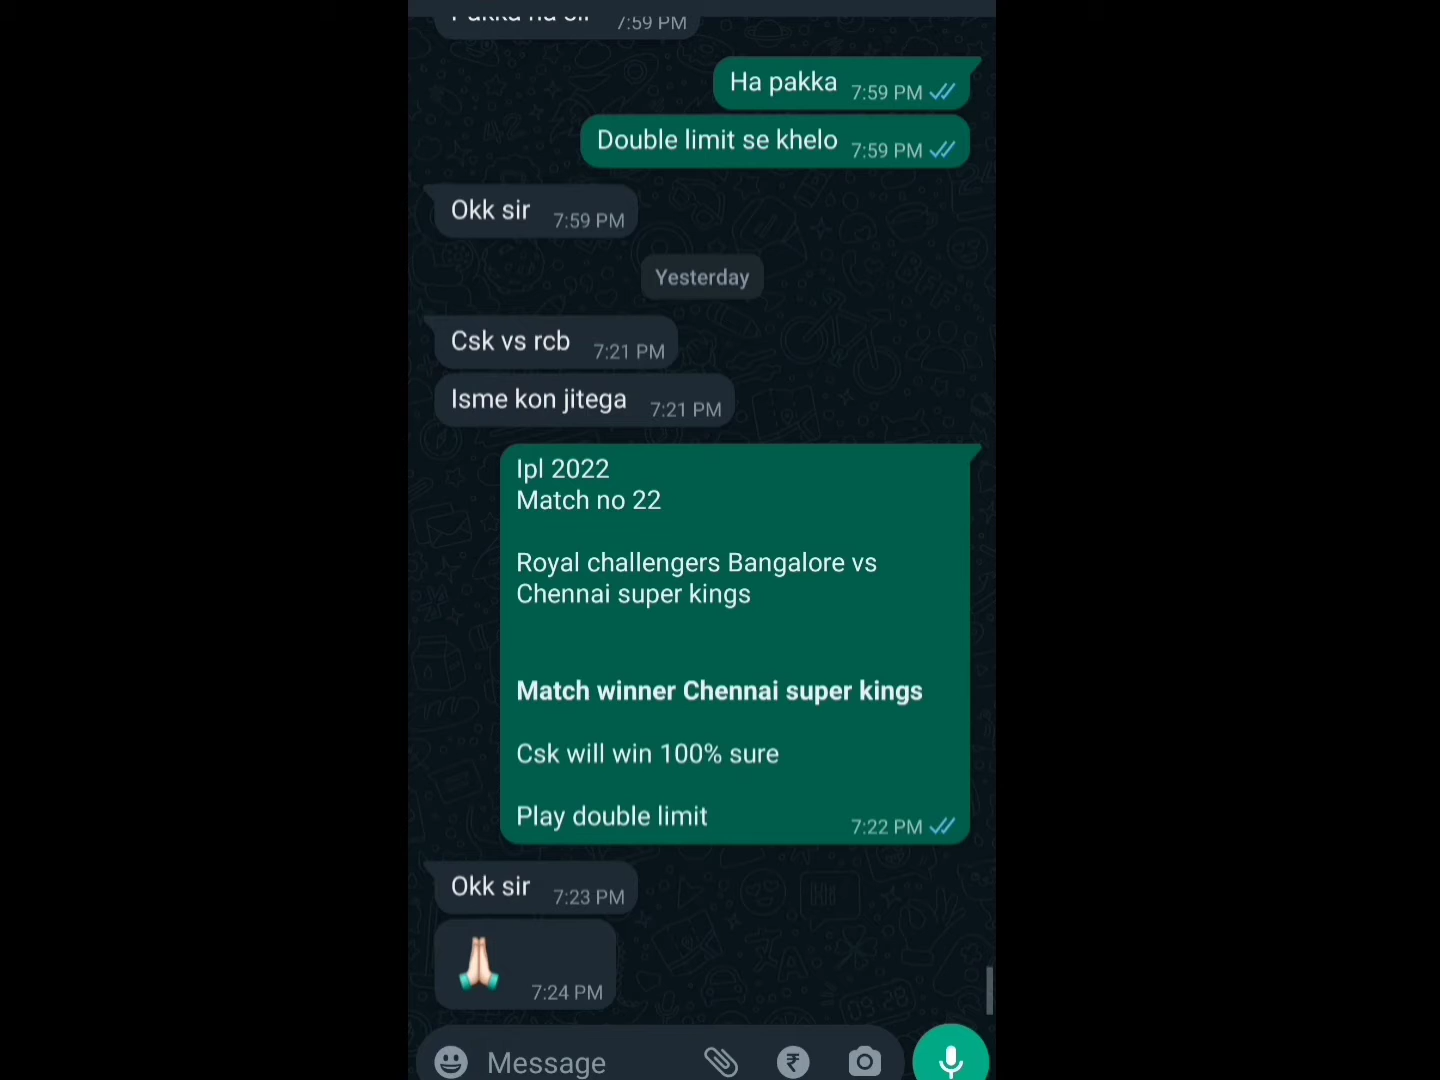 7:59 PM
Ha pakka 7:59 PM
Double limit se khelo 7:59 PM
Okk sir 7:59 PM
Yesterday
Csk vs rcb 7:21 PM
Isme kon jitega 7:21 PM
Ipl 2022
Match no 22
Royal challengers Bangalore vs
Chennai super kings
Match winner Chennai super kings
Csk will win 100% sure
Play double limit 7:22 PM
Okk sir 7:23 PM
7:24 PM
Message